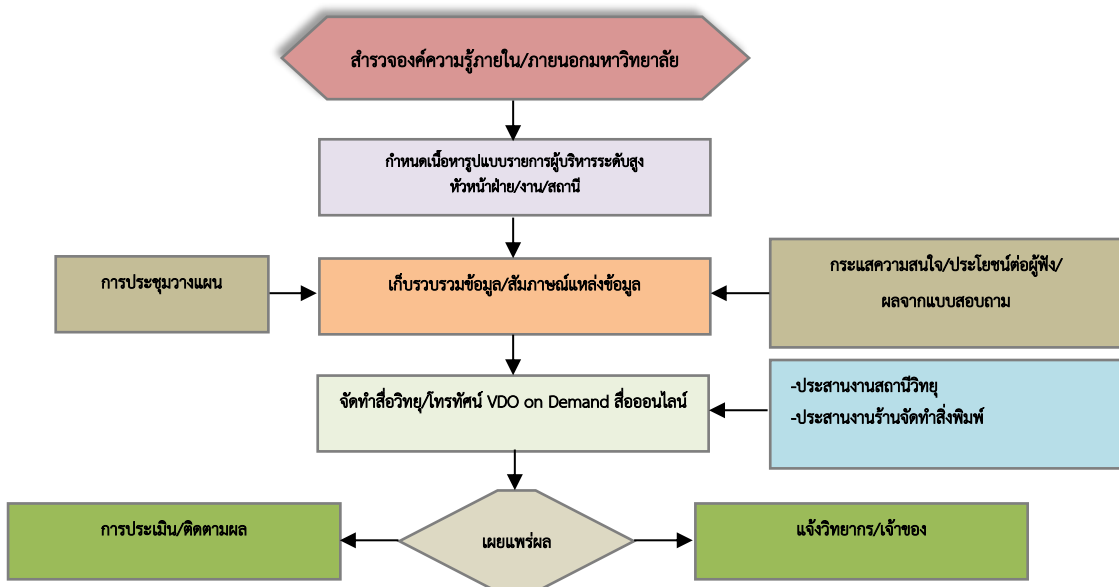 สำรวจองค์ความรู้ภายใน/ภายนอกมหาวิทยาลัย
กำหนดเนื้อหารูปแบบรายการผู้บริหารระดับสูง
หัวหน้าฝ่าย/งาน/สถานี
การประชุมวางแผน
เก็บรวบรวมข้อมูล/สัมภาษณ์แหล่งข้อมูล
กระแสความสนใจ/ประโยชน์ต่อผู้ฟัง/
ผลจากแบบสอบถาม
จัดทำสื่อวิทยุ/โทรทัศน์ VDO on Demand สื่อออนไลน์
-ประสานงานสถานีวิทยุ
-ประสานงานร้านจัดทำสิ่งพิมพ์
การประเมิน/ติดตามผล
เผยแพร่ผล
แจ้งวิทยากร/เจ้าของ